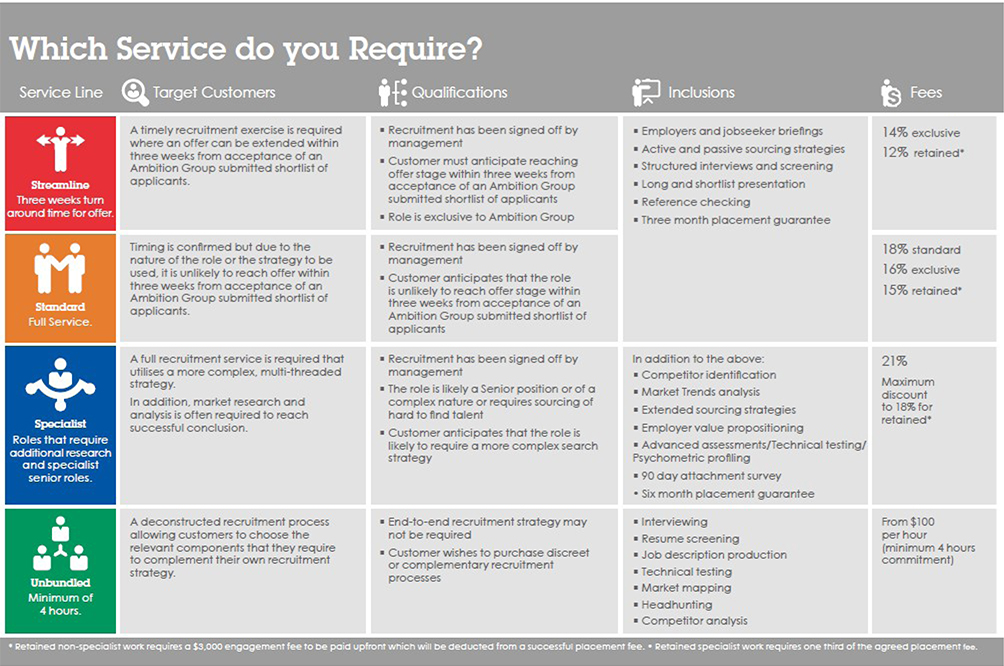 Which Service do you Require?
Service Line
Target Customers
Qualifications
Inclusions
Fees
Streamline
Three weeks turn
around time for offer.
A timely recruitment exercise is required
where an offer can be extended within
three weeks from acceptance of an
Ambition Group submitted shortlist of
applicants.
▪ Recruitment has been signed off by
management
▪ Customer must anticipate reaching
offer stage within three weeks from
acceptance of an Ambition Group
submitted shortlist of applicants
▪ Role is exclusive to Ambition Group
▪ Employers and jobseeker briefings
▪ Active and passive sourcing strategies
▪ Structured interviews and screening
▪ Long and shortlist presentation
▪ Reference checking
▪ Three month placement guarantee
14% exclusive
12% retained*
Standard
Full Service.
Timing is confirmed but due to the
nature of the role or the strategy to be
used, it is unlikely to reach offer within
three weeks from acceptance of an
Ambition Group submitted shortlist of
applicants.
▪ Recruitment has been signed off by
management
▪ Customer anticipates that the role
is unlikely to reach offer stage within
three weeks from acceptance of an
Ambition Group submitted shortlist of
applicants
18% standard
16% exclusive
15% retained*
Specialist
Roles that require
additional research
and specialist
senior roles.
A full recruitment service is required that
utilises a more complex, multi-threaded
strategy.
In addition, market research and
analysis is often required to reach
successful conclusion.
▪ Recruitment has been signed off by
management
▪ The role is likely a Senior position or of a
complex nature or requires sourcing of
hard to find talent
▪ Customer anticipates that the role is
likely to require a more complex search
strategy
In addition to the above:
▪ Competitor identification
▪ Market Trends analysis
▪ Extended sourcing strategies
▪ Employer value propositioning
▪ Advanced assessments/Technical testing/
Psychometric profiling
▪ 90 day attachment survey
▪ Six month placement guarantee
21%
Maximum
discount
to 18% for
retained*
Unbundled
Minimum of
4 hours.
A deconstructed recruitment process
allowing customers to choose the
relevant components that they require
to complement their own recruitment
strategy.
▪ End-to-end recruitment strategy may
not be required
▪ Customer wishes to purchase discreet
or complementary recruitment
processes
▪ Interviewing
▪ Resume screening
▪ Job description production
▪ Technical testing
▪ Market mapping
▪ Headhunting
▪ Competitor analysis
From $100
per hour
(minimum 4 hours
commitment)
* Retained non-specialist work requires a $3,000 engagement fee to be paid upfront which will be deducted from a successful placement fee. • Retained specialist work requires one third of the agreed placement fee.